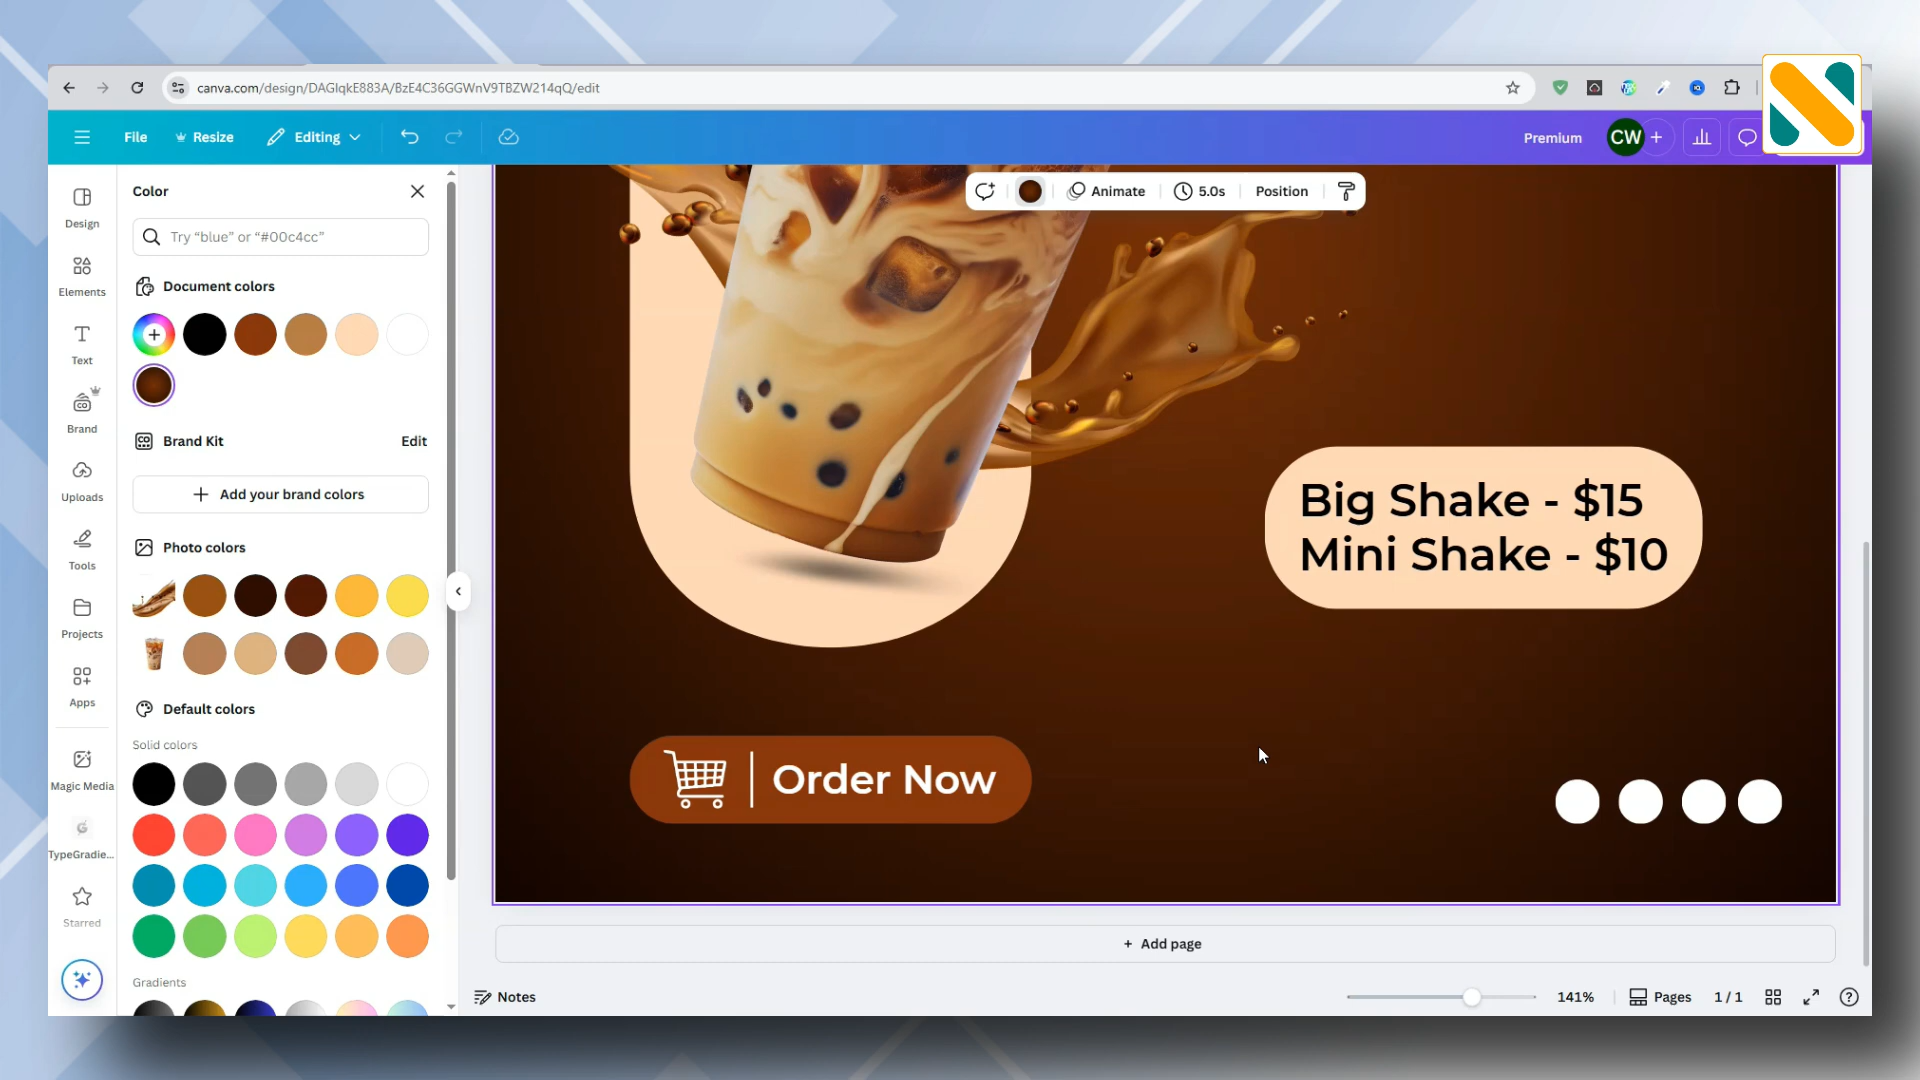 canva.com/design/DAGlqkE883A/BzE4C36GGWnV9TBZW214qQ/edit
File
Resize
Editing
Premium
CW
Design
Elements
Text
Brand
Uploads
Tools
Projects
Apps
Magic Media
TypeGradie...
Starred
Color
Try “blue” or “#00c4cc”
Document colors
Brand Kit
Edit
Add your brand colors
Photo colors
Default colors
Solid colors
Gradients
Animate
5.0s
Position
Big Shake - $15
Mini Shake - $10
Order Now
+ Add page
Notes
141%
Pages
1 / 1